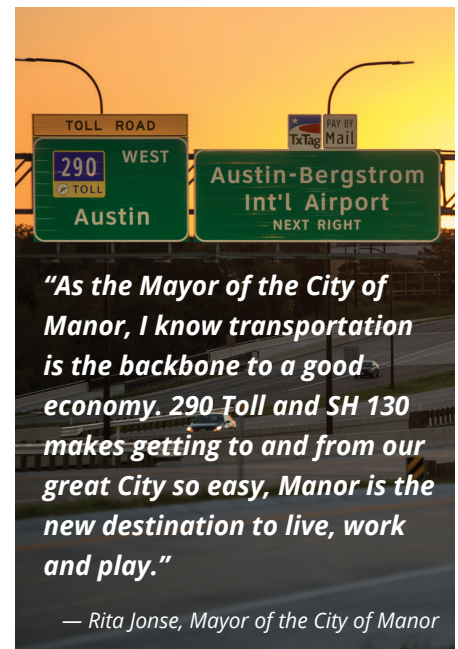 TOLL ROAD
290
TOLL
WEST
Austin
TxTag
PAY BY
Mail
Austin-Bergstrom
Int'l Airport
NEXT RIGHT
“As the Mayor of the City of
Manor, I know transportation
is the backbone to a good
economy. 290 Toll and SH 130
makes getting to and from our
great City so easy, Manor is the
new destination to live, work
and play.”
— Rita Jonse, Mayor of the City of Manor